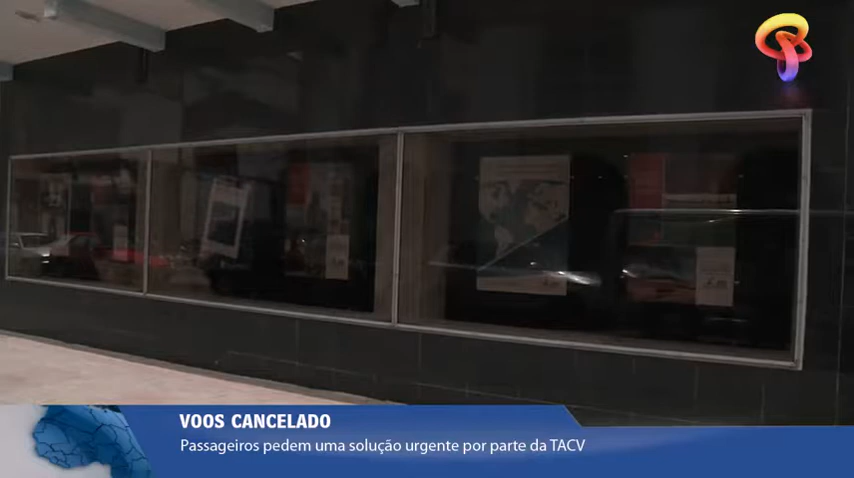 VOOS CANCELADO
Passageiros pedem uma solução urgente por parte da TACV